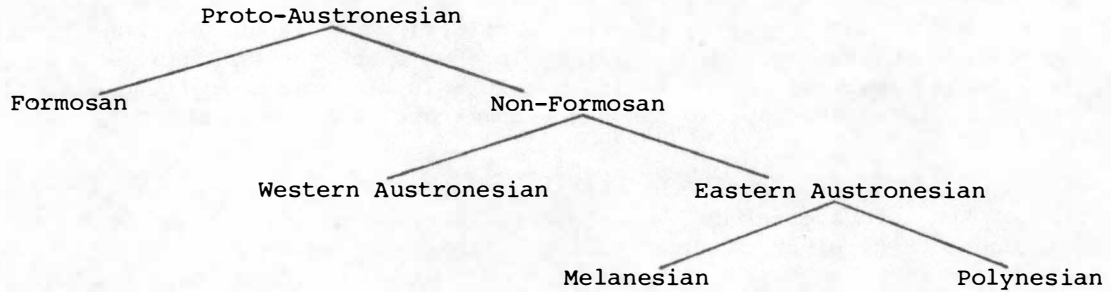 Proto-Austronesian
Formosan Non-Formosan
Western Austronesian Eastern Austronesian
Melanesian Polynesian